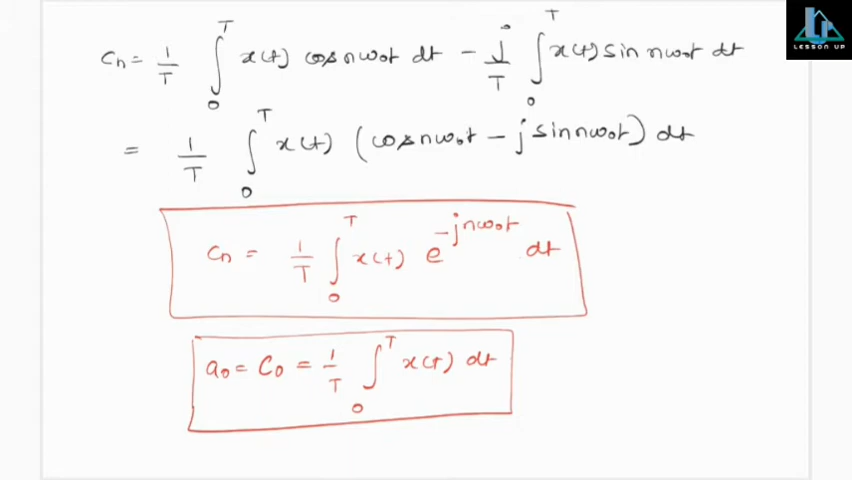 LESSON UP
Cn = 1/T ∫₀ᵀ x(t) cos nω₀t dt − j/T ∫₀ᵀ x(t) sin nω₀t dt
= 1/T ∫₀ᵀ x(t) (cos nω₀t − j sin nω₀t) dt
Cn = 1/T ∫₀ᵀ x(t) e^(−jnω₀t) dt
a₀ = C₀ = 1/T ∫₀ᵀ x(t) dt